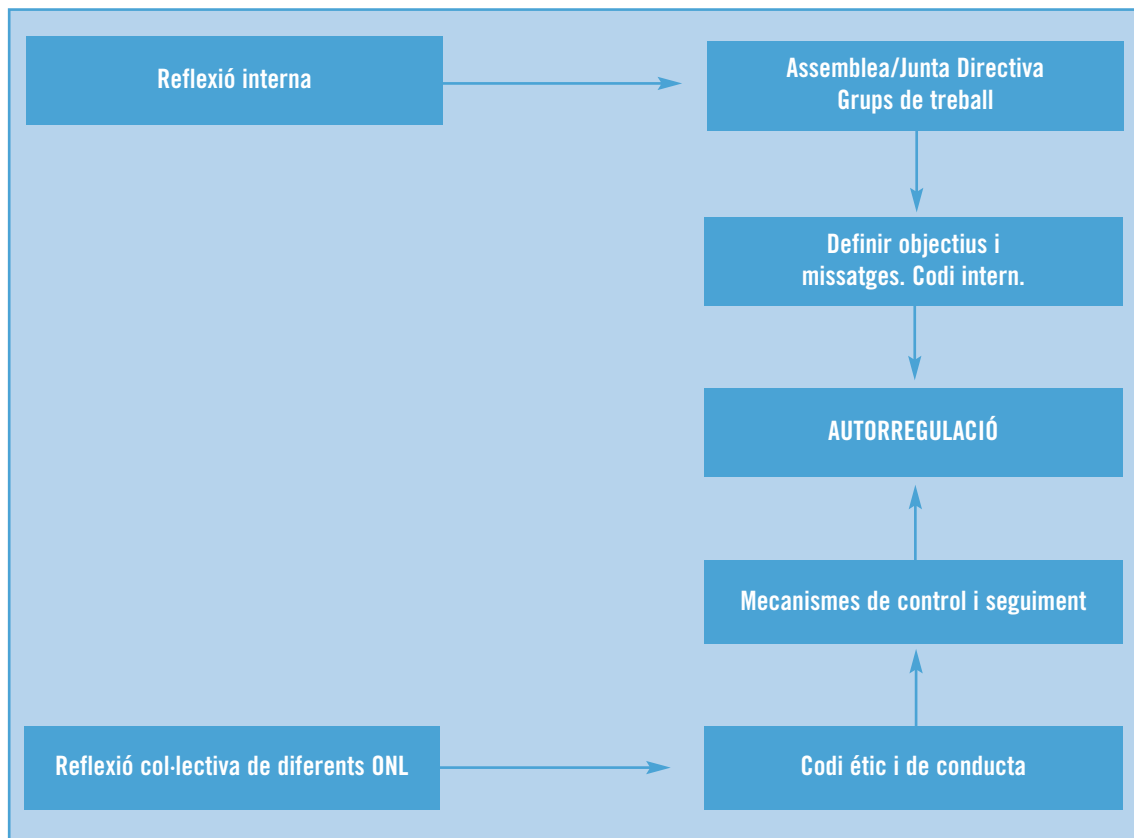 Reflexió interna
Assemblea/Junta Directiva
Grups de treball
Definir objectius i
missatges. Codi intern.
AUTORREGULACIÓ
Mecanismes de control i seguiment
Reflexió col·lectiva de diferents ONL
Codi étic i de conducta